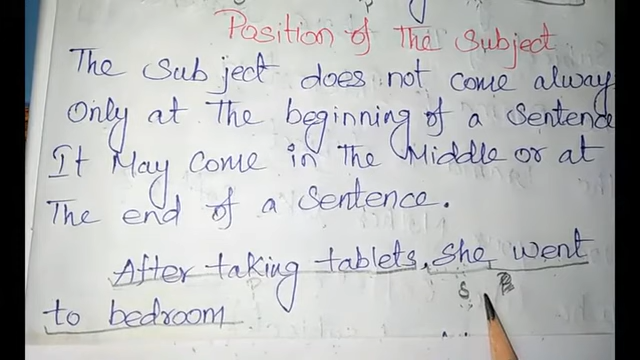 Position of The Subject
The Subject does not come alway
Only at The beginning of a Sentence
It May Come in The Middle or at
The end of a Sentence.
After taking tablets, she went
S
to bedroom